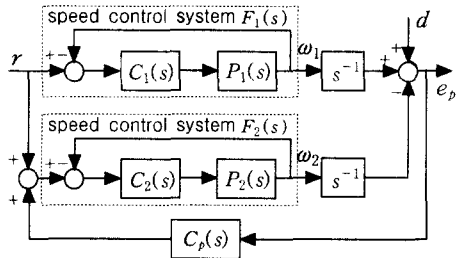 speed control system F₁(s)
d
r
+
−
C₁(s)
P₁(s)
ω₁
s⁻¹
+
+
−
eₚ
speed control system F₂(s)
+
+
+
−
C₂(s)
P₂(s)
ω₂
s⁻¹
Cₚ(s)